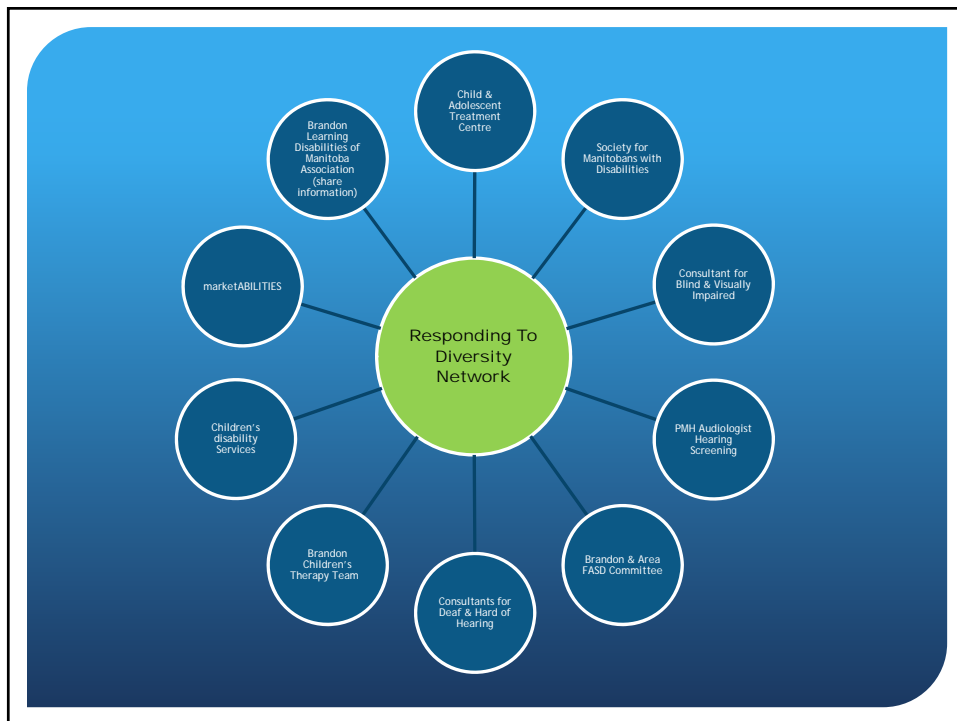 Child &
Adolescent
Treatment
Centre
Society for
Manitobans with
Disabilities
Consultant for
Blind & Visually
Impaired
PMH Audiologist
Hearing
Screening
Brandon & Area
FASD Committee
Consultants for
Deaf & Hard of
Hearing
Brandon
Children's
Therapy Team
Children's
disability
Services
marketABILITIES
Brandon
Learning
Disabilities of
Manitoba
Association
(share
information)
Responding To
Diversity
Network